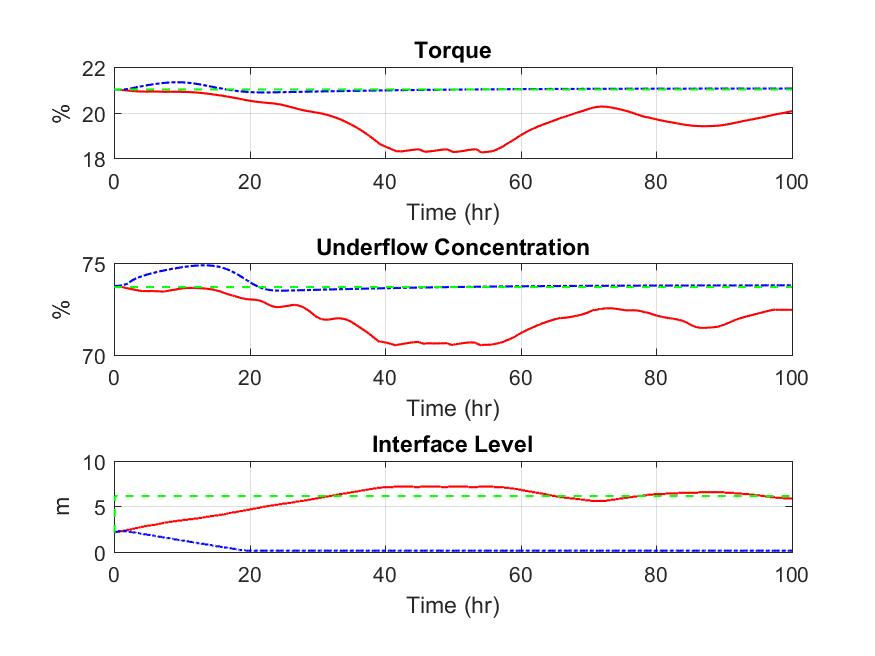 Torque
22
20
18
%
0 20 40 60 80 100
Time (hr)
Underflow Concentration
75
70
%
0 20 40 60 80 100
Time (hr)
Interface Level
10
5
0
m
0 20 40 60 80 100
Time (hr)